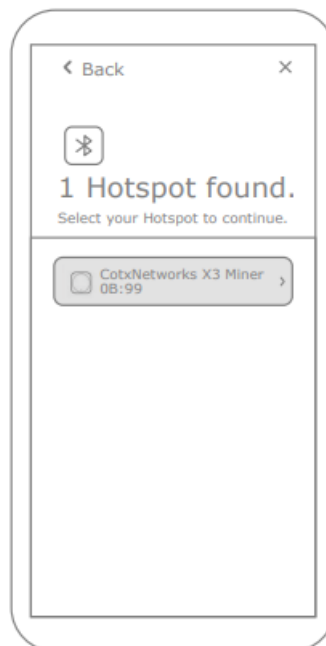 Back
1 Hotspot found.
Select your Hotspot to continue.
CotxNetworks X3 Miner
0B:99